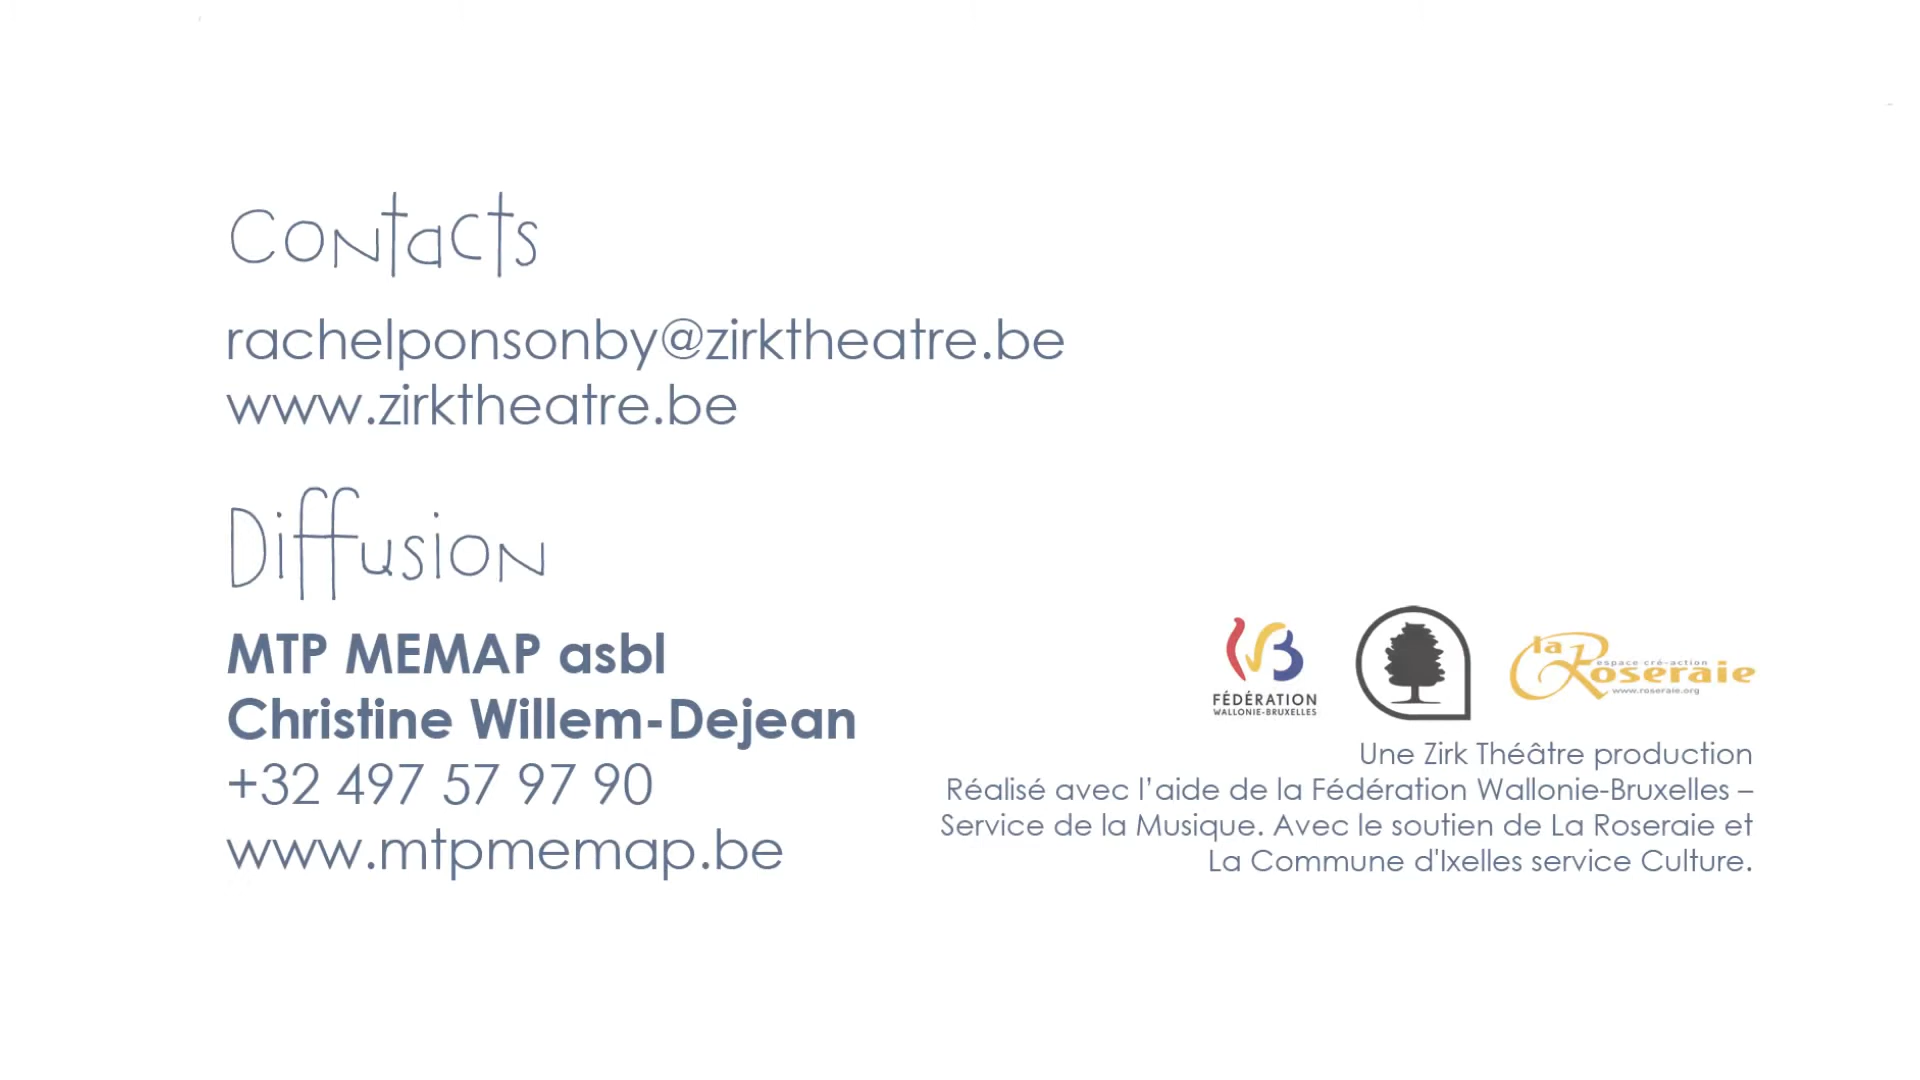 Contacts
rachelponsonby@zirktheatre.be
www.zirktheatre.be
Diffusion
MTP MEMAP asbl
Christine Willem-Dejean
+32 497 57 97 90
www.mtpmemap.be
FÉDÉRATION
WALLONIE-BRUXELLES
la Roseraie
espace cré-action
www.roseraie.org
Une Zirk Théâtre production
Réalisé avec l’aide de la Fédération Wallonie-Bruxelles –
Service de la Musique. Avec le soutien de La Roseraie et
La Commune d'Ixelles service Culture.